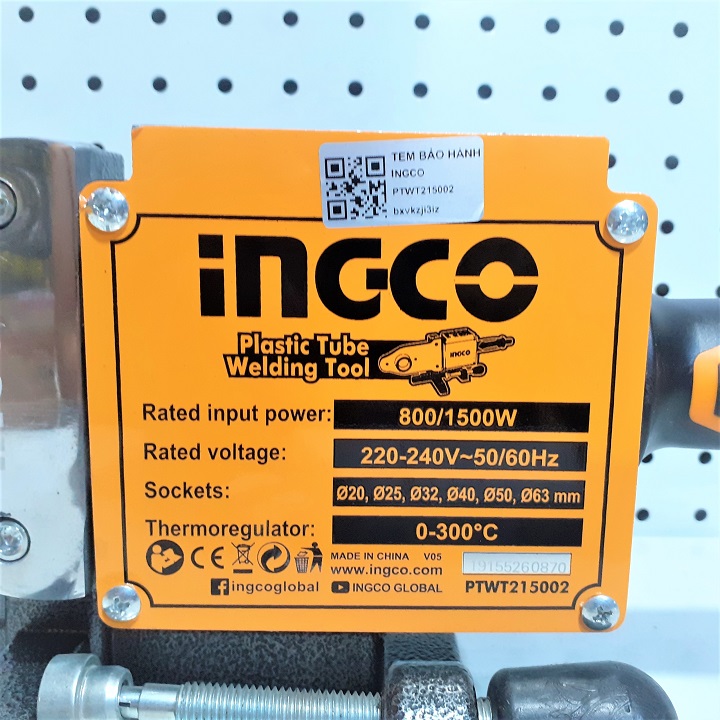 TEM BẢO HÀNH
INGCO
PTWT215002
bxvkzji3iz
INGCO
Plastic Tube
Welding Tool
INGCO
Rated input power: 800/1500W
Rated voltage: 220-240V~50/60Hz
Sockets: Ø20, Ø25, Ø32, Ø40, Ø50, Ø63 mm
Thermoregulator: 0-300°C
CE
MADE IN CHINA V05
19155260870
www.ingco.com
ingcoglobal
INGCO GLOBAL
PTWT215002